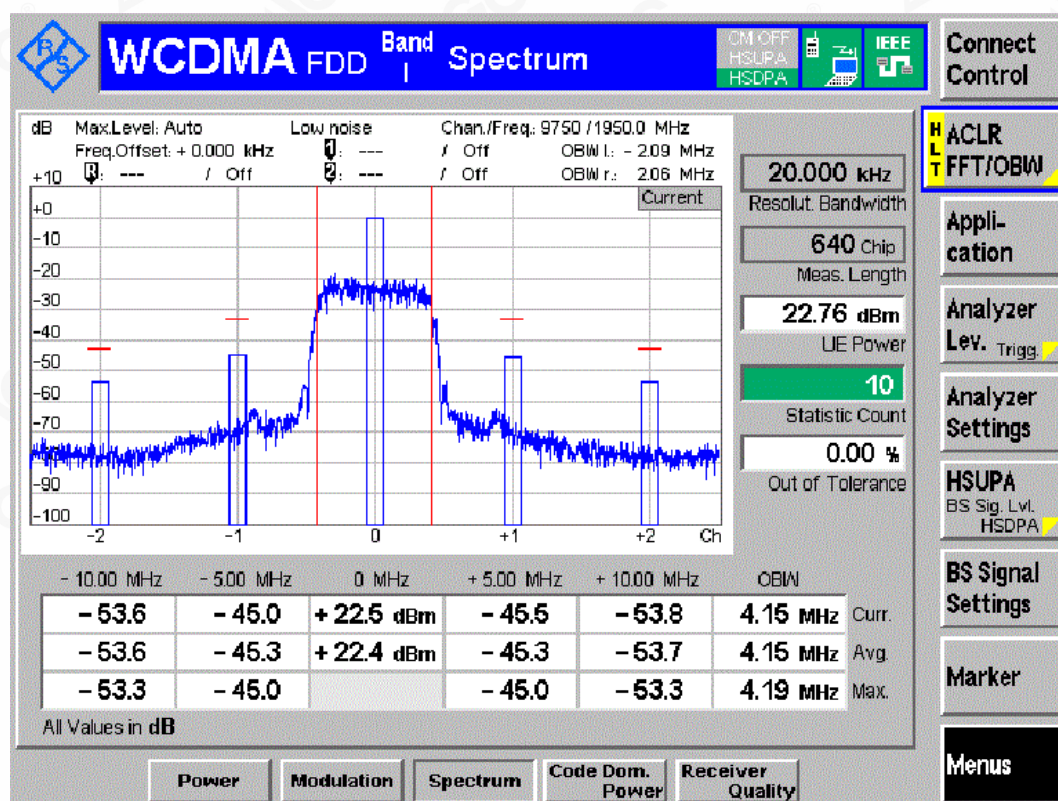 R&S
WCDMA FDD Band I Spectrum
CM OFF
HSUPA
HSDPA
IEEE
Connect Control
dB Max.Level: Auto Low noise Chan./Freq.: 9750 / 1950.0 MHz
Freq.Offset: + 0.000 kHz 1: --- / Off OBW l.: - 2.09 MHz
+10 R: --- / Off 2: --- / Off OBW r.: 2.06 MHz
Current
+0
-10
-20
-30
-40
-50
-60
-70
-80
-90
-100
-2 -1 0 +1 +2 Ch
20.000 kHz
Resolut. Bandwidth
640 Chip
Meas. Length
22.76 dBm
UE Power
10
Statistic Count
0.00 %
Out of Tolerance
HLT
ACLR
FFT/OBW
Appli-
cation
Analyzer
Lev. Trigg.
Analyzer
Settings
HSUPA
BS Sig. Lvl.
HSDPA
BS Signal
Settings
Marker
Menus
- 10.00 MHz - 5.00 MHz 0 MHz + 5.00 MHz + 10.00 MHz OBW
- 53.6 - 45.0 + 22.5 dBm - 45.5 - 53.8 4.15 MHz Curr.
- 53.6 - 45.3 + 22.4 dBm - 45.3 - 53.7 4.15 MHz Avg.
- 53.3 - 45.0 - 45.0 - 53.3 4.19 MHz Max.
All Values in dB
Power Modulation Spectrum Code Dom. Power Receiver Quality